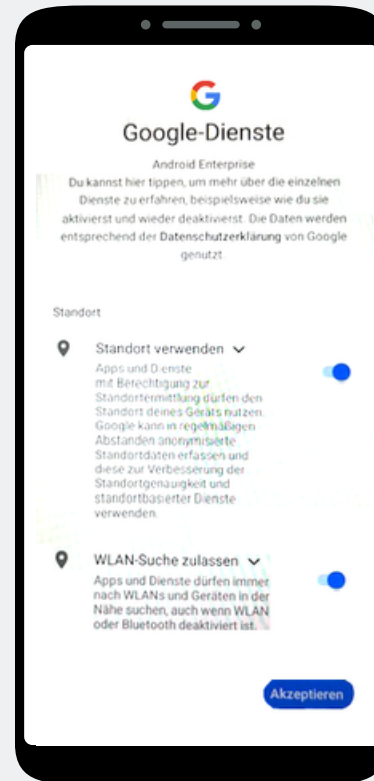 Google-Dienste
Android Enterprise
Du kannst hier tippen, um mehr über die einzelnen
Dienste zu erfahren, beispielsweise wie du sie
aktivierst und wieder deaktivierst. Die Daten werden
entsprechend der Datenschutzerklärung von Google
genutzt.
Standort
Standort verwenden
Apps und Dienste
mit Berechtigung zur
Standortermittlung dürfen den
Standort deines Geräts nutzen.
Google kann in regelmäßigen
Abständen anonymisierte
Standortdaten erfassen und
diese zur Verbesserung der
Standortgenauigkeit und
standortbasierter Dienste
verwenden.
WLAN-Suche zulassen
Apps und Dienste dürfen immer
nach WLANs und Geräten in der
Nähe suchen, auch wenn WLAN
oder Bluetooth deaktiviert ist.
Akzeptieren